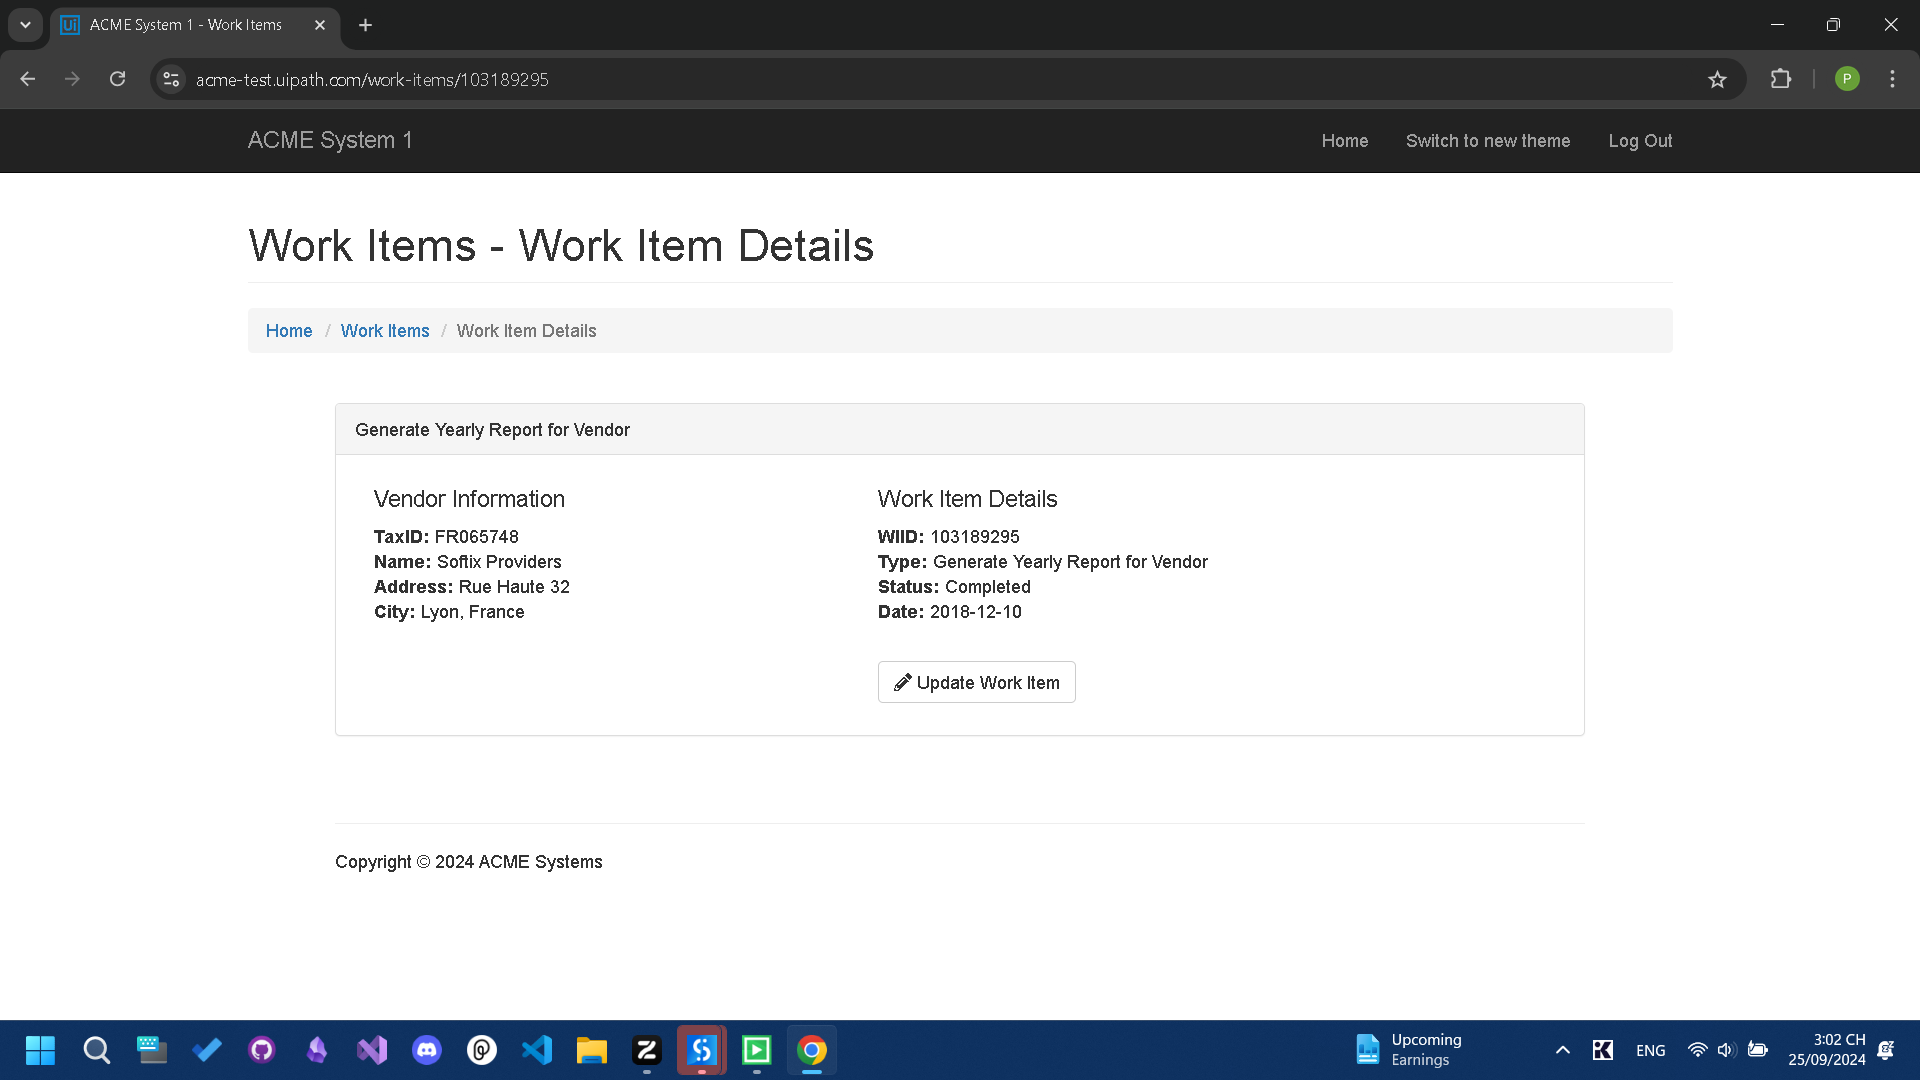 ACME System 1 - Work Items
acme-test.uipath.com/work-items/103189295
P
ACME System 1
Home
Switch to new theme
Log Out
Work Items - Work Item Details
Home / Work Items / Work Item Details
Generate Yearly Report for Vendor
Vendor Information
TaxID: FR065748
Name: Softix Providers
Address: Rue Haute 32
City: Lyon, France
Work Item Details
WIID: 103189295
Type: Generate Yearly Report for Vendor
Status: Completed
Date: 2018-12-10
Update Work Item
Copyright © 2024 ACME Systems
Upcoming
Earnings
ENG
3:02 CH
25/09/2024